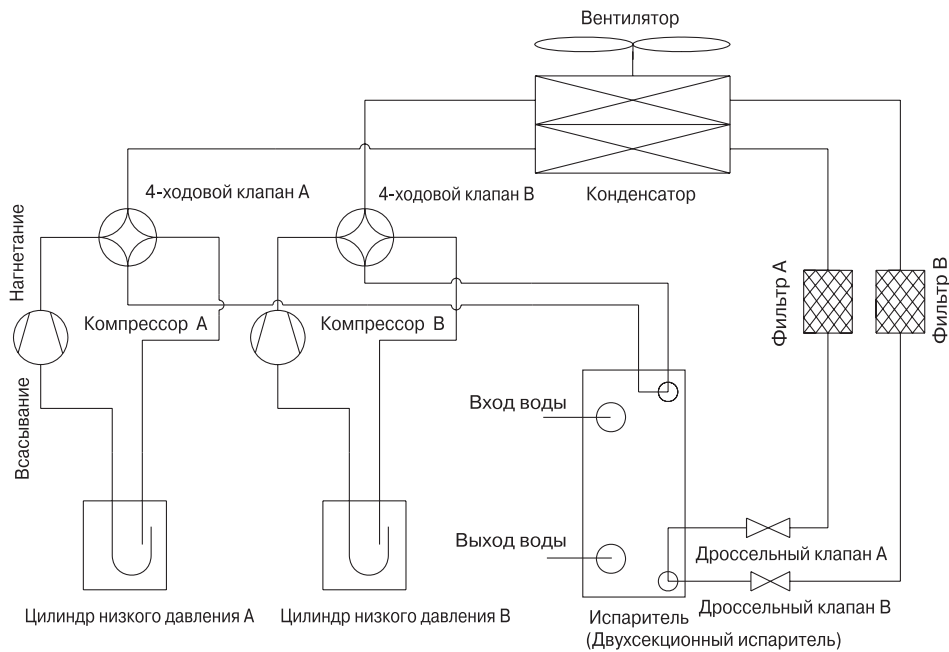 Вентилятор
4-ходовой клапан А
4-ходовой клапан В
Конденсатор
Нагнетание
Фильтр А
Фильтр В
Компрессор А
Компрессор В
Всасывание
Вход воды
Выход воды
Дроссельный клапан А
Дроссельный клапан В
Цилиндр низкого давления А
Цилиндр низкого давления В
Испаритель
(Двухсекционный испаритель)